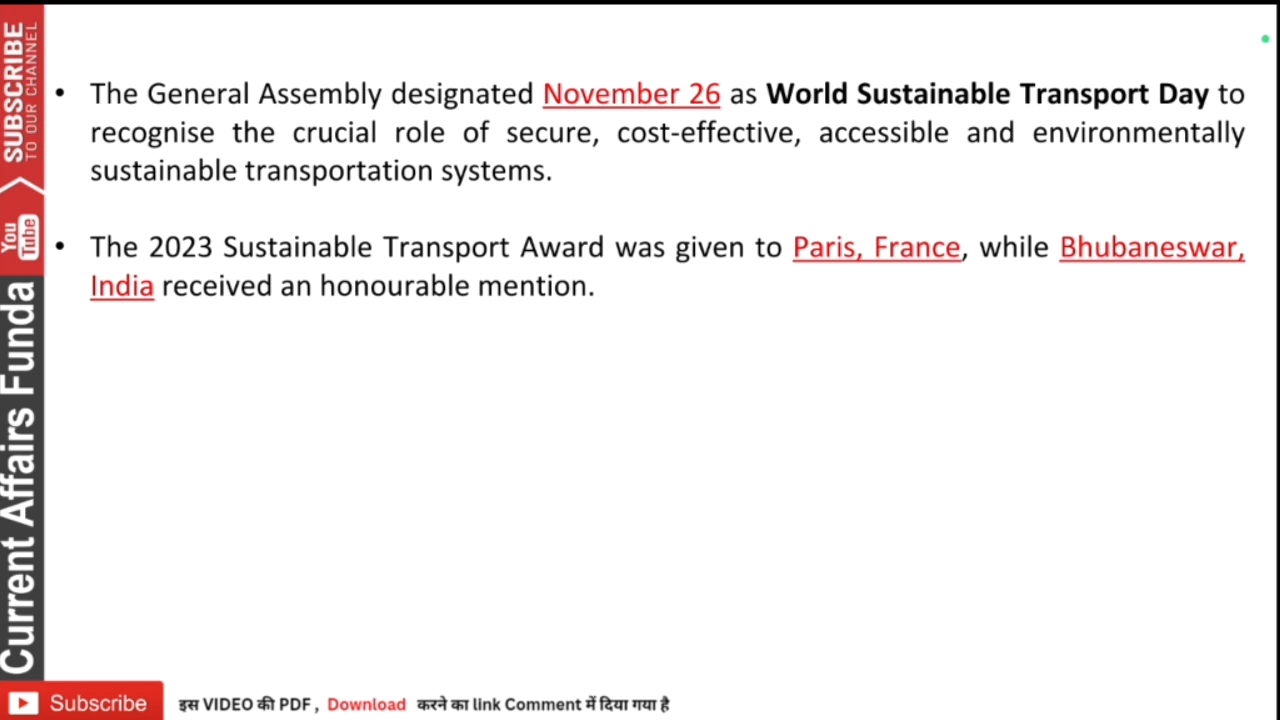 SUBSCRIBE
TO OUR CHANNEL
You Tube
Current Affairs Funda
• The General Assembly designated November 26 as World Sustainable Transport Day to
recognise the crucial role of secure, cost-effective, accessible and environmentally
sustainable transportation systems.
• The 2023 Sustainable Transport Award was given to Paris, France, while Bhubaneswar,
India received an honourable mention.
Subscribe
इस VIDEO की PDF , Download करने का link Comment में दिया गया है